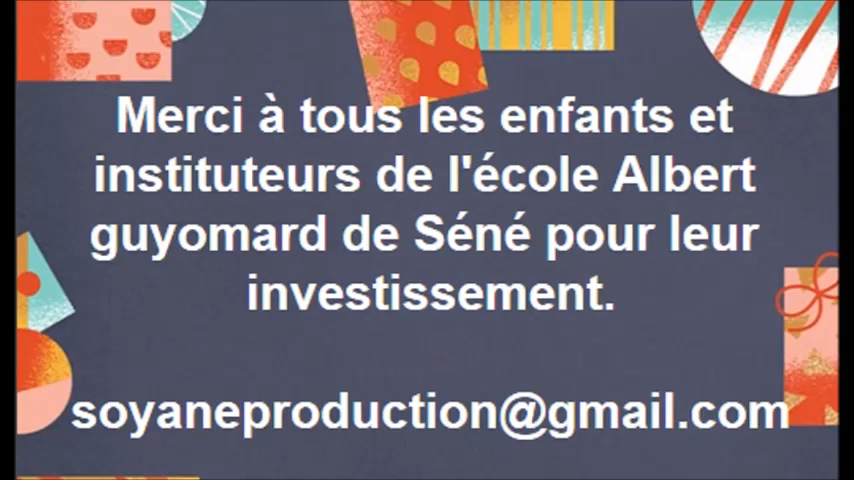 Merci à tous les enfants et
instituteurs de l'école Albert
guyomard de Séné pour leur
investissement.
soyaneproduction@gmail.com